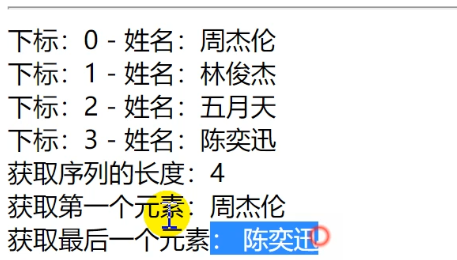 下标：0 - 姓名：周杰伦
下标：1 - 姓名：林俊杰
下标：2 - 姓名：五月天
下标：3 - 姓名：陈奕迅
获取序列的长度：4
获取第一个元素：周杰伦
获取最后一个元素：陈奕迅